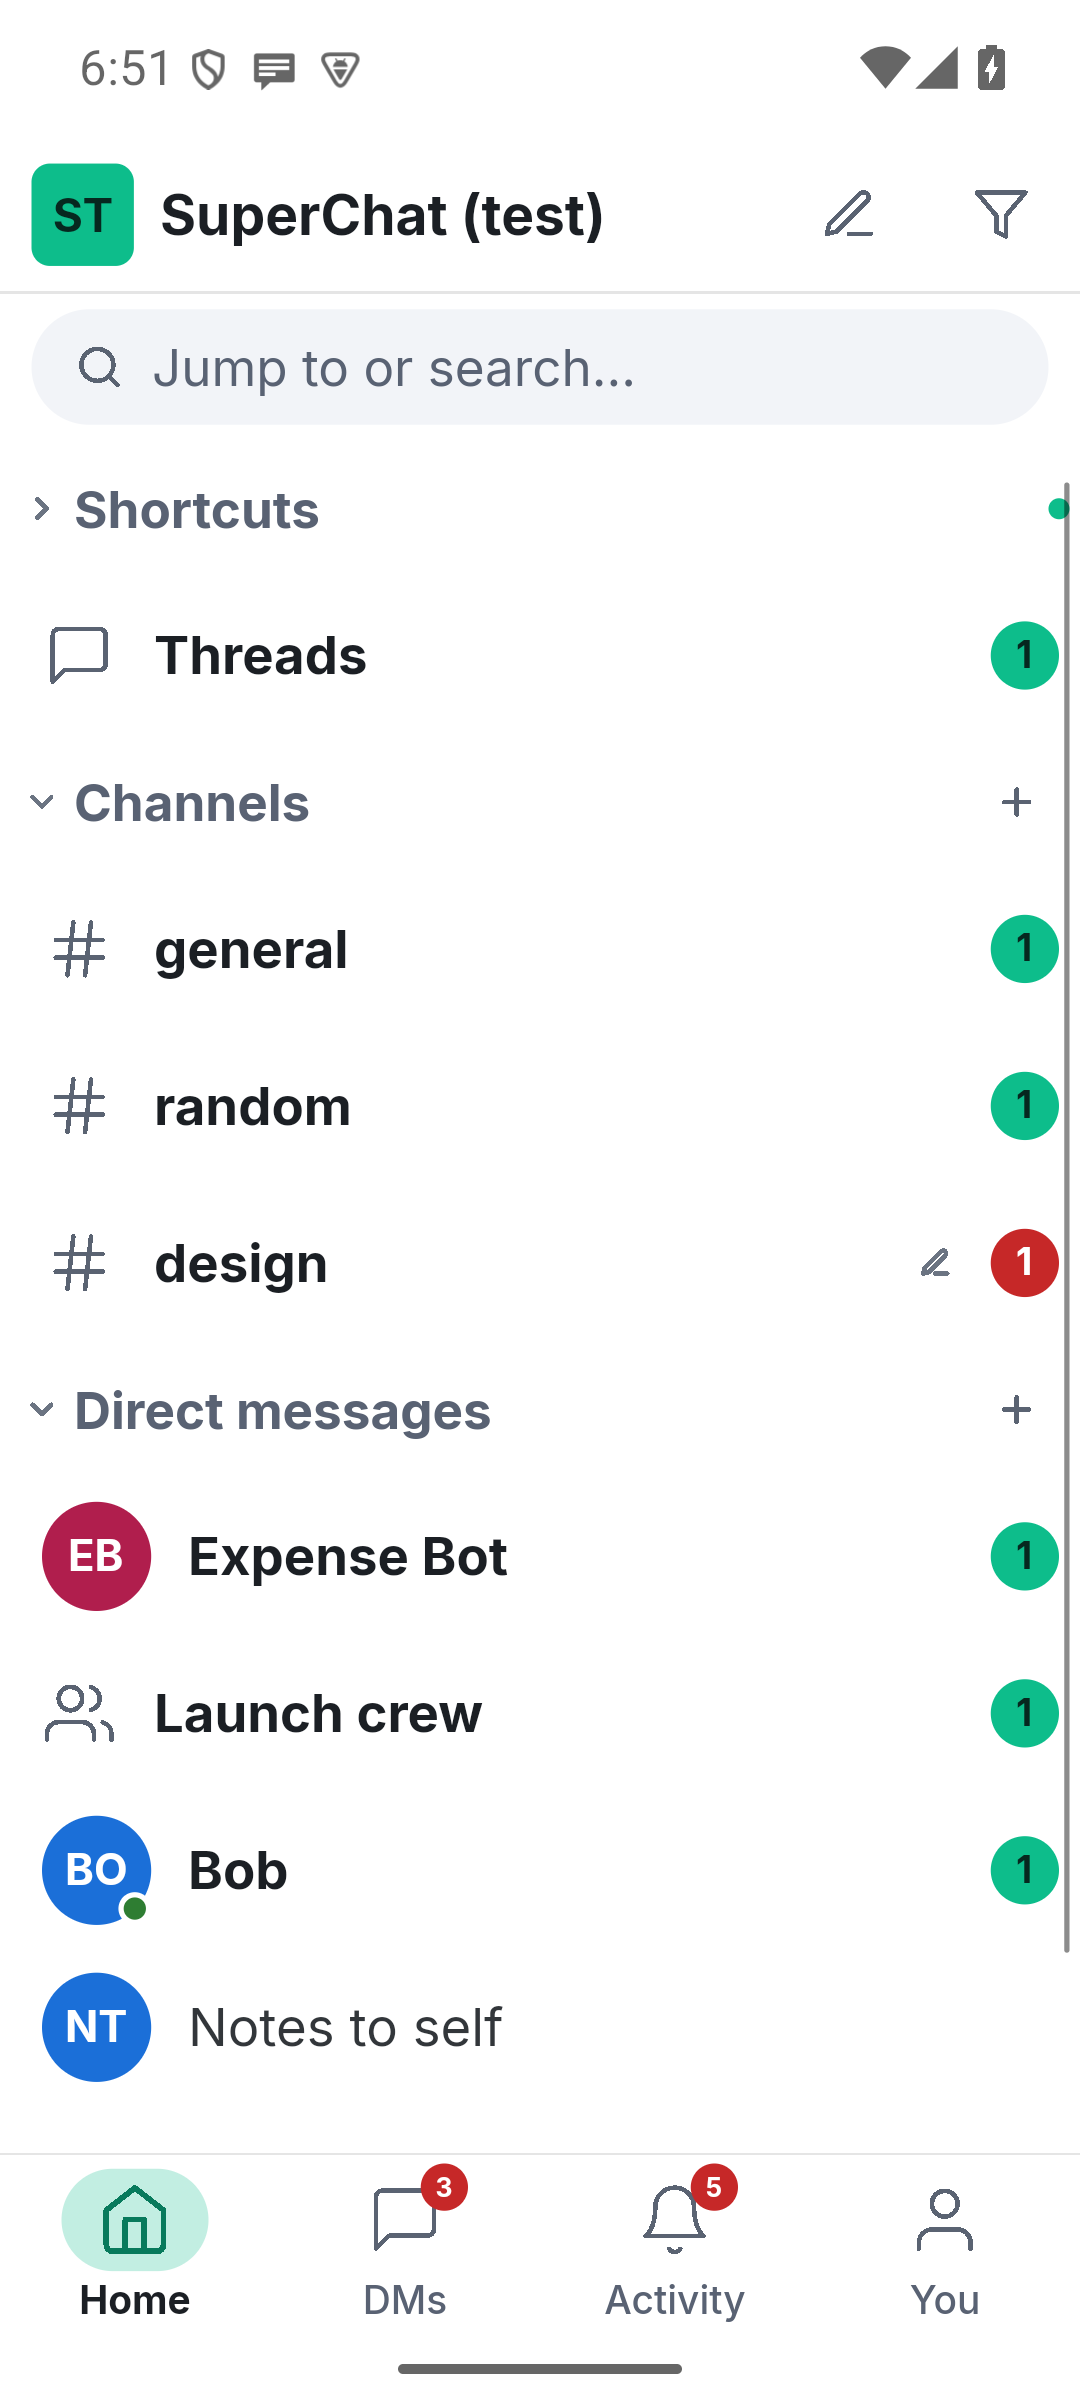 6:51
ST SuperChat (test)
Jump to or search...
Shortcuts
Threads 1
Channels
general 1
random 1
design 1
Direct messages
EB Expense Bot 1
Launch crew 1
BO Bob 1
NT Notes to self
3 5
Home DMs Activity You